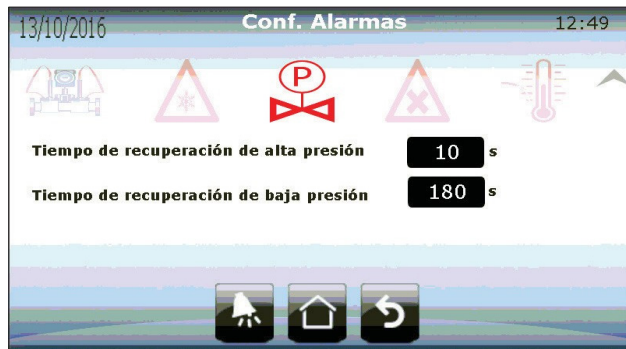 13/10/2016 Conf. Alarmas 12:49
P
Tiempo de recuperación de alta presión 10 s
Tiempo de recuperación de baja presión 180 s